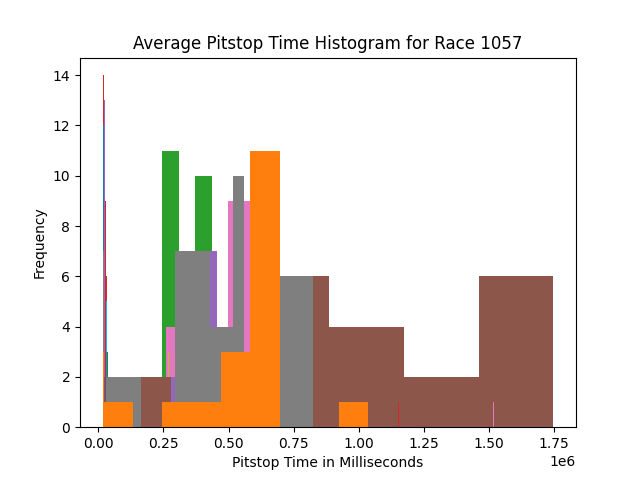 Average Pitstop Time Histogram for Race 1057
14
12
10
8
6
4
2
0
Frequency
0.00 0.25 0.50 0.75 1.00 1.25 1.50 1.75
1e6
Pitstop Time in Milliseconds